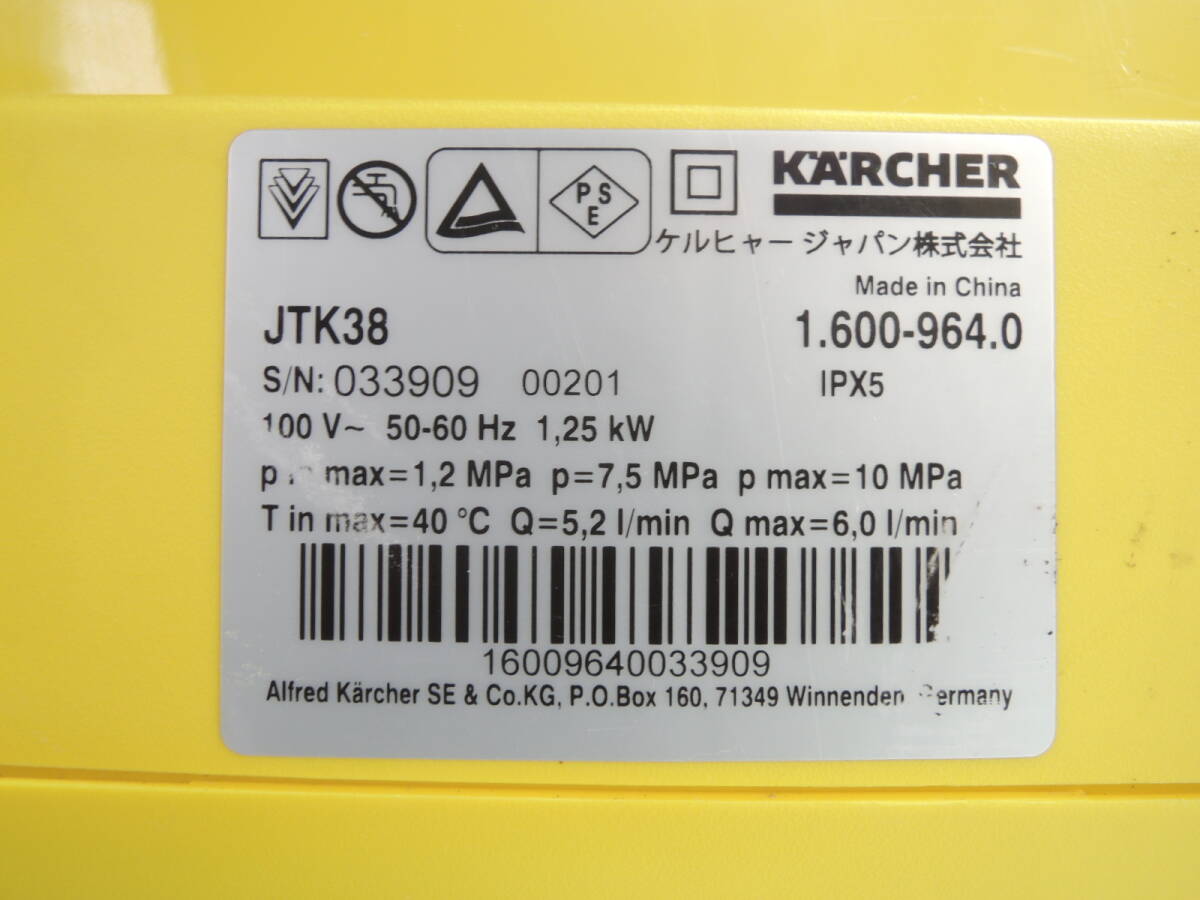 P S E
KÄRCHER
ケルヒャー ジャパン株式会社
Made in China
JTK38 1.600-964.0
S/N: 033909 00201 IPX5
100 V~ 50-60 Hz 1,25 kW
p in max=1,2 MPa p=7,5 MPa p max=10 MPa
T in max=40 °C Q=5,2 l/min Q max=6,0 l/min
16009640033909
Alfred Kärcher SE & Co.KG, P.O.Box 160, 71349 Winnenden Germany